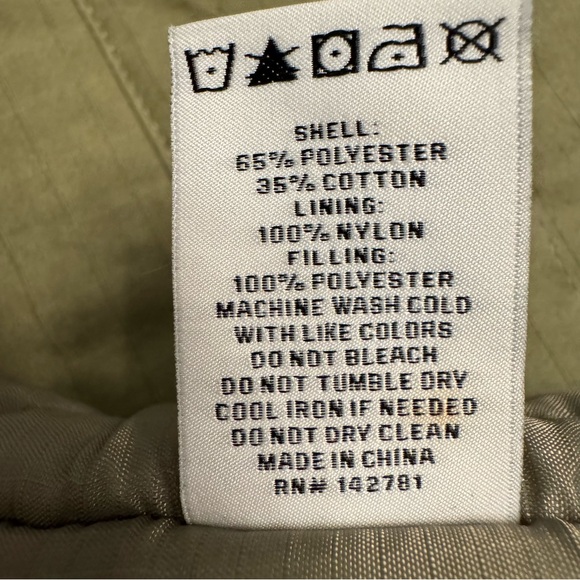 SHELL:
65% POLYESTER
35% COTTON
LINING:
100% NYLON
FILLING:
100% POLYESTER
MACHINE WASH COLD
WITH LIKE COLORS
DO NOT BLEACH
DO NOT TUMBLE DRY
COOL IRON IF NEEDED
DO NOT DRY CLEAN
MADE IN CHINA
RN# 142781